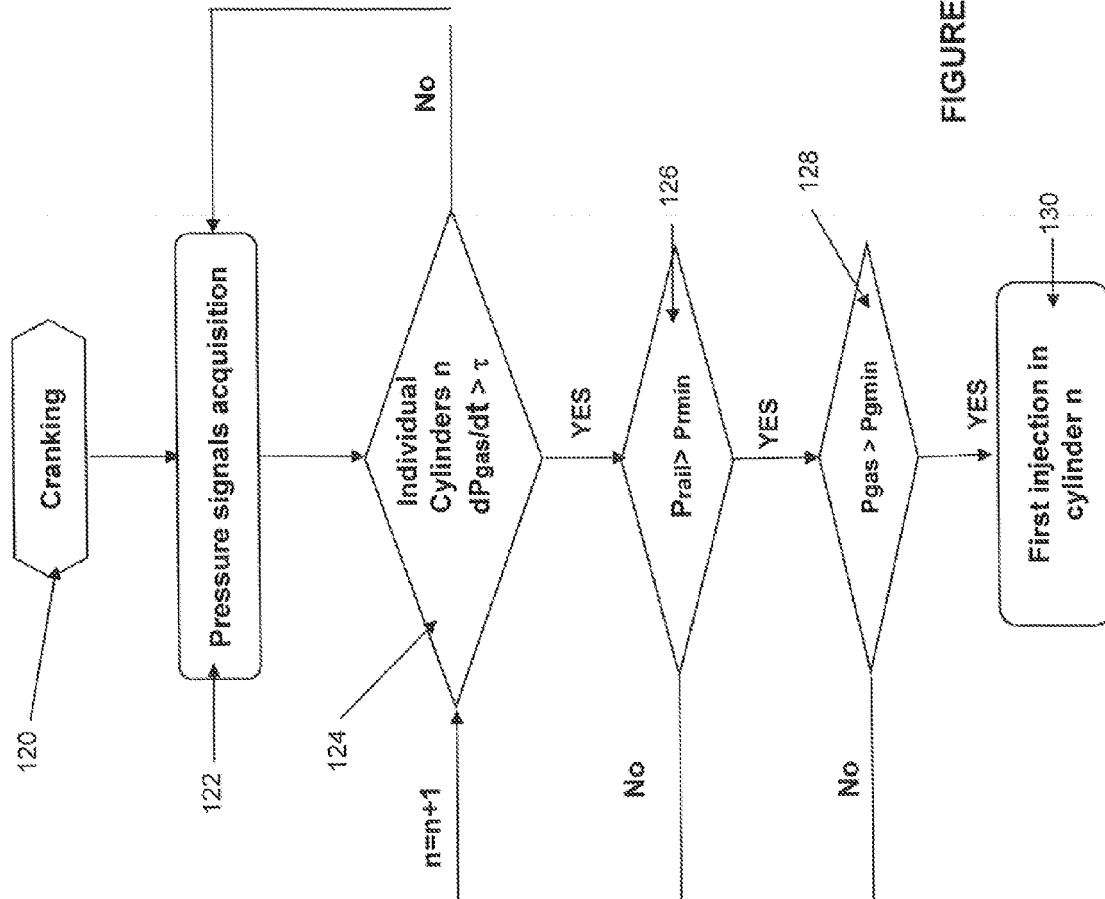 Cranking
120
Pressure signals acquisition
122
Individual
Cylinders n
dPgas/dt > τ
124
No
n=n+1
YES
Prail> Prmin
126
No
YES
Pgas > Pgmin
128
No
YES
First injection in
cylinder n
130
FIGURE